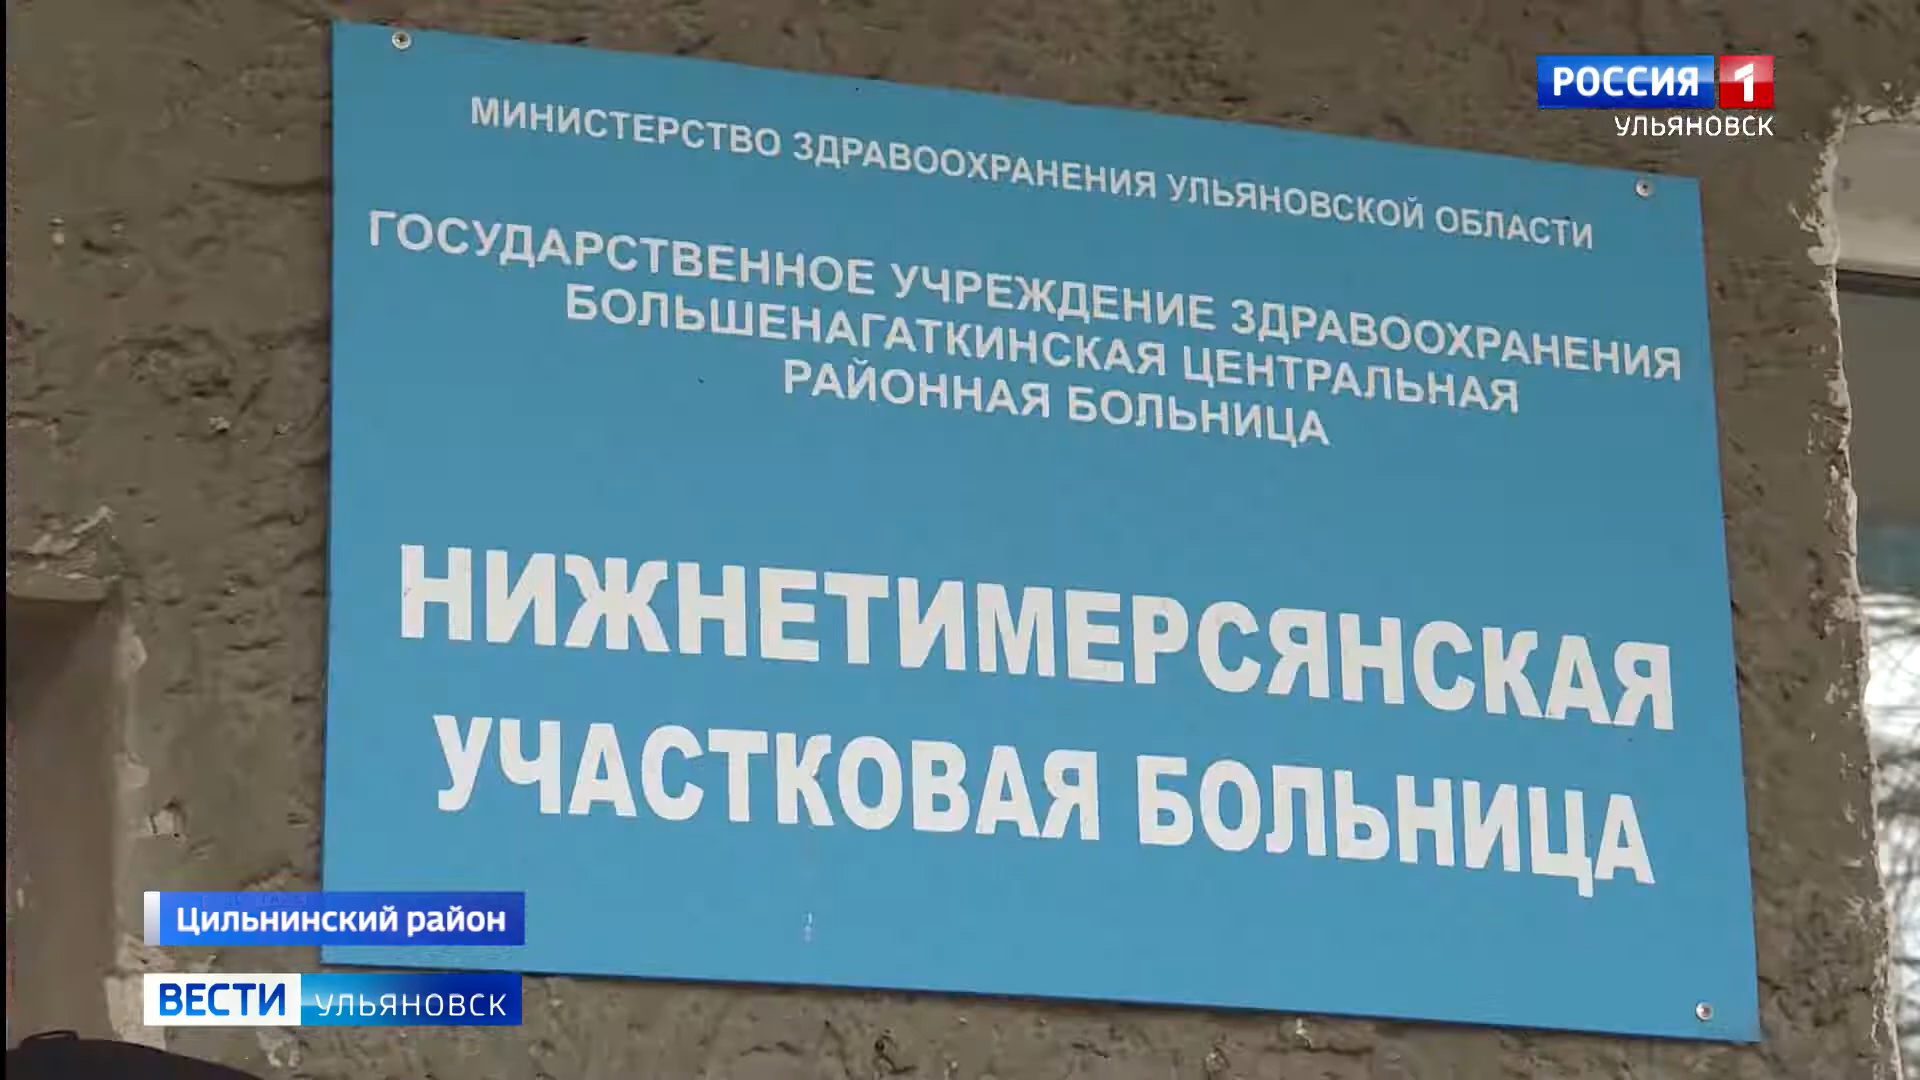 РОССИЯ 1
УЛЬЯНОВСК
МИНИСТЕРСТВО ЗДРАВООХРАНЕНИЯ УЛЬЯНОВСКОЙ ОБЛАСТИ
ГОСУДАРСТВЕННОЕ УЧРЕЖДЕНИЕ ЗДРАВООХРАНЕНИЯ
БОЛЬШЕНАГАТКИНСКАЯ ЦЕНТРАЛЬНАЯ
РАЙОННАЯ БОЛЬНИЦА
НИЖНЕТИМЕРСЯНСКАЯ
УЧАСТКОВАЯ БОЛЬНИЦА
Цильнинский район
ВЕСТИ УЛЬЯНОВСК